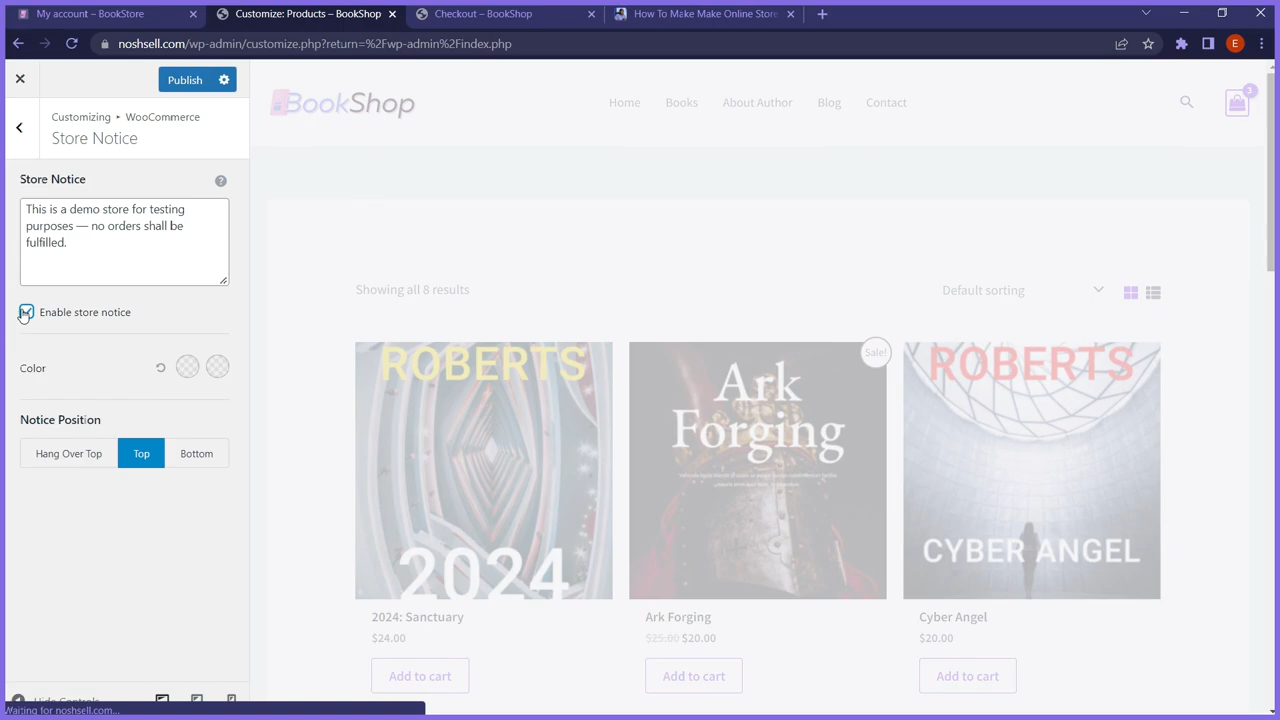 My account – BookStore
Customize: Products – BookShop
Checkout – BookShop
How To Make Make Online Store
noshsell.com/wp-admin/customize.php?return=%2Fwp-admin%2Findex.php
E
Publish
Customizing ▸ WooCommerce
Store Notice
Store Notice
This is a demo store for testing
purposes — no orders shall be
fulfilled.
Enable store notice
Color
Notice Position
Hang Over Top
Top
Bottom
Hide Controls
Waiting for noshsell.com...
BookShop
Home
Books
About Author
Blog
Contact
3
Showing all 8 results
Default sorting
ROBERTS
2024
Sale!
Ark
Forging
ROBERTS
CYBER ANGEL
2024: Sanctuary
$24.00
Add to cart
Ark Forging
$25.00 $20.00
Add to cart
Cyber Angel
$20.00
Add to cart